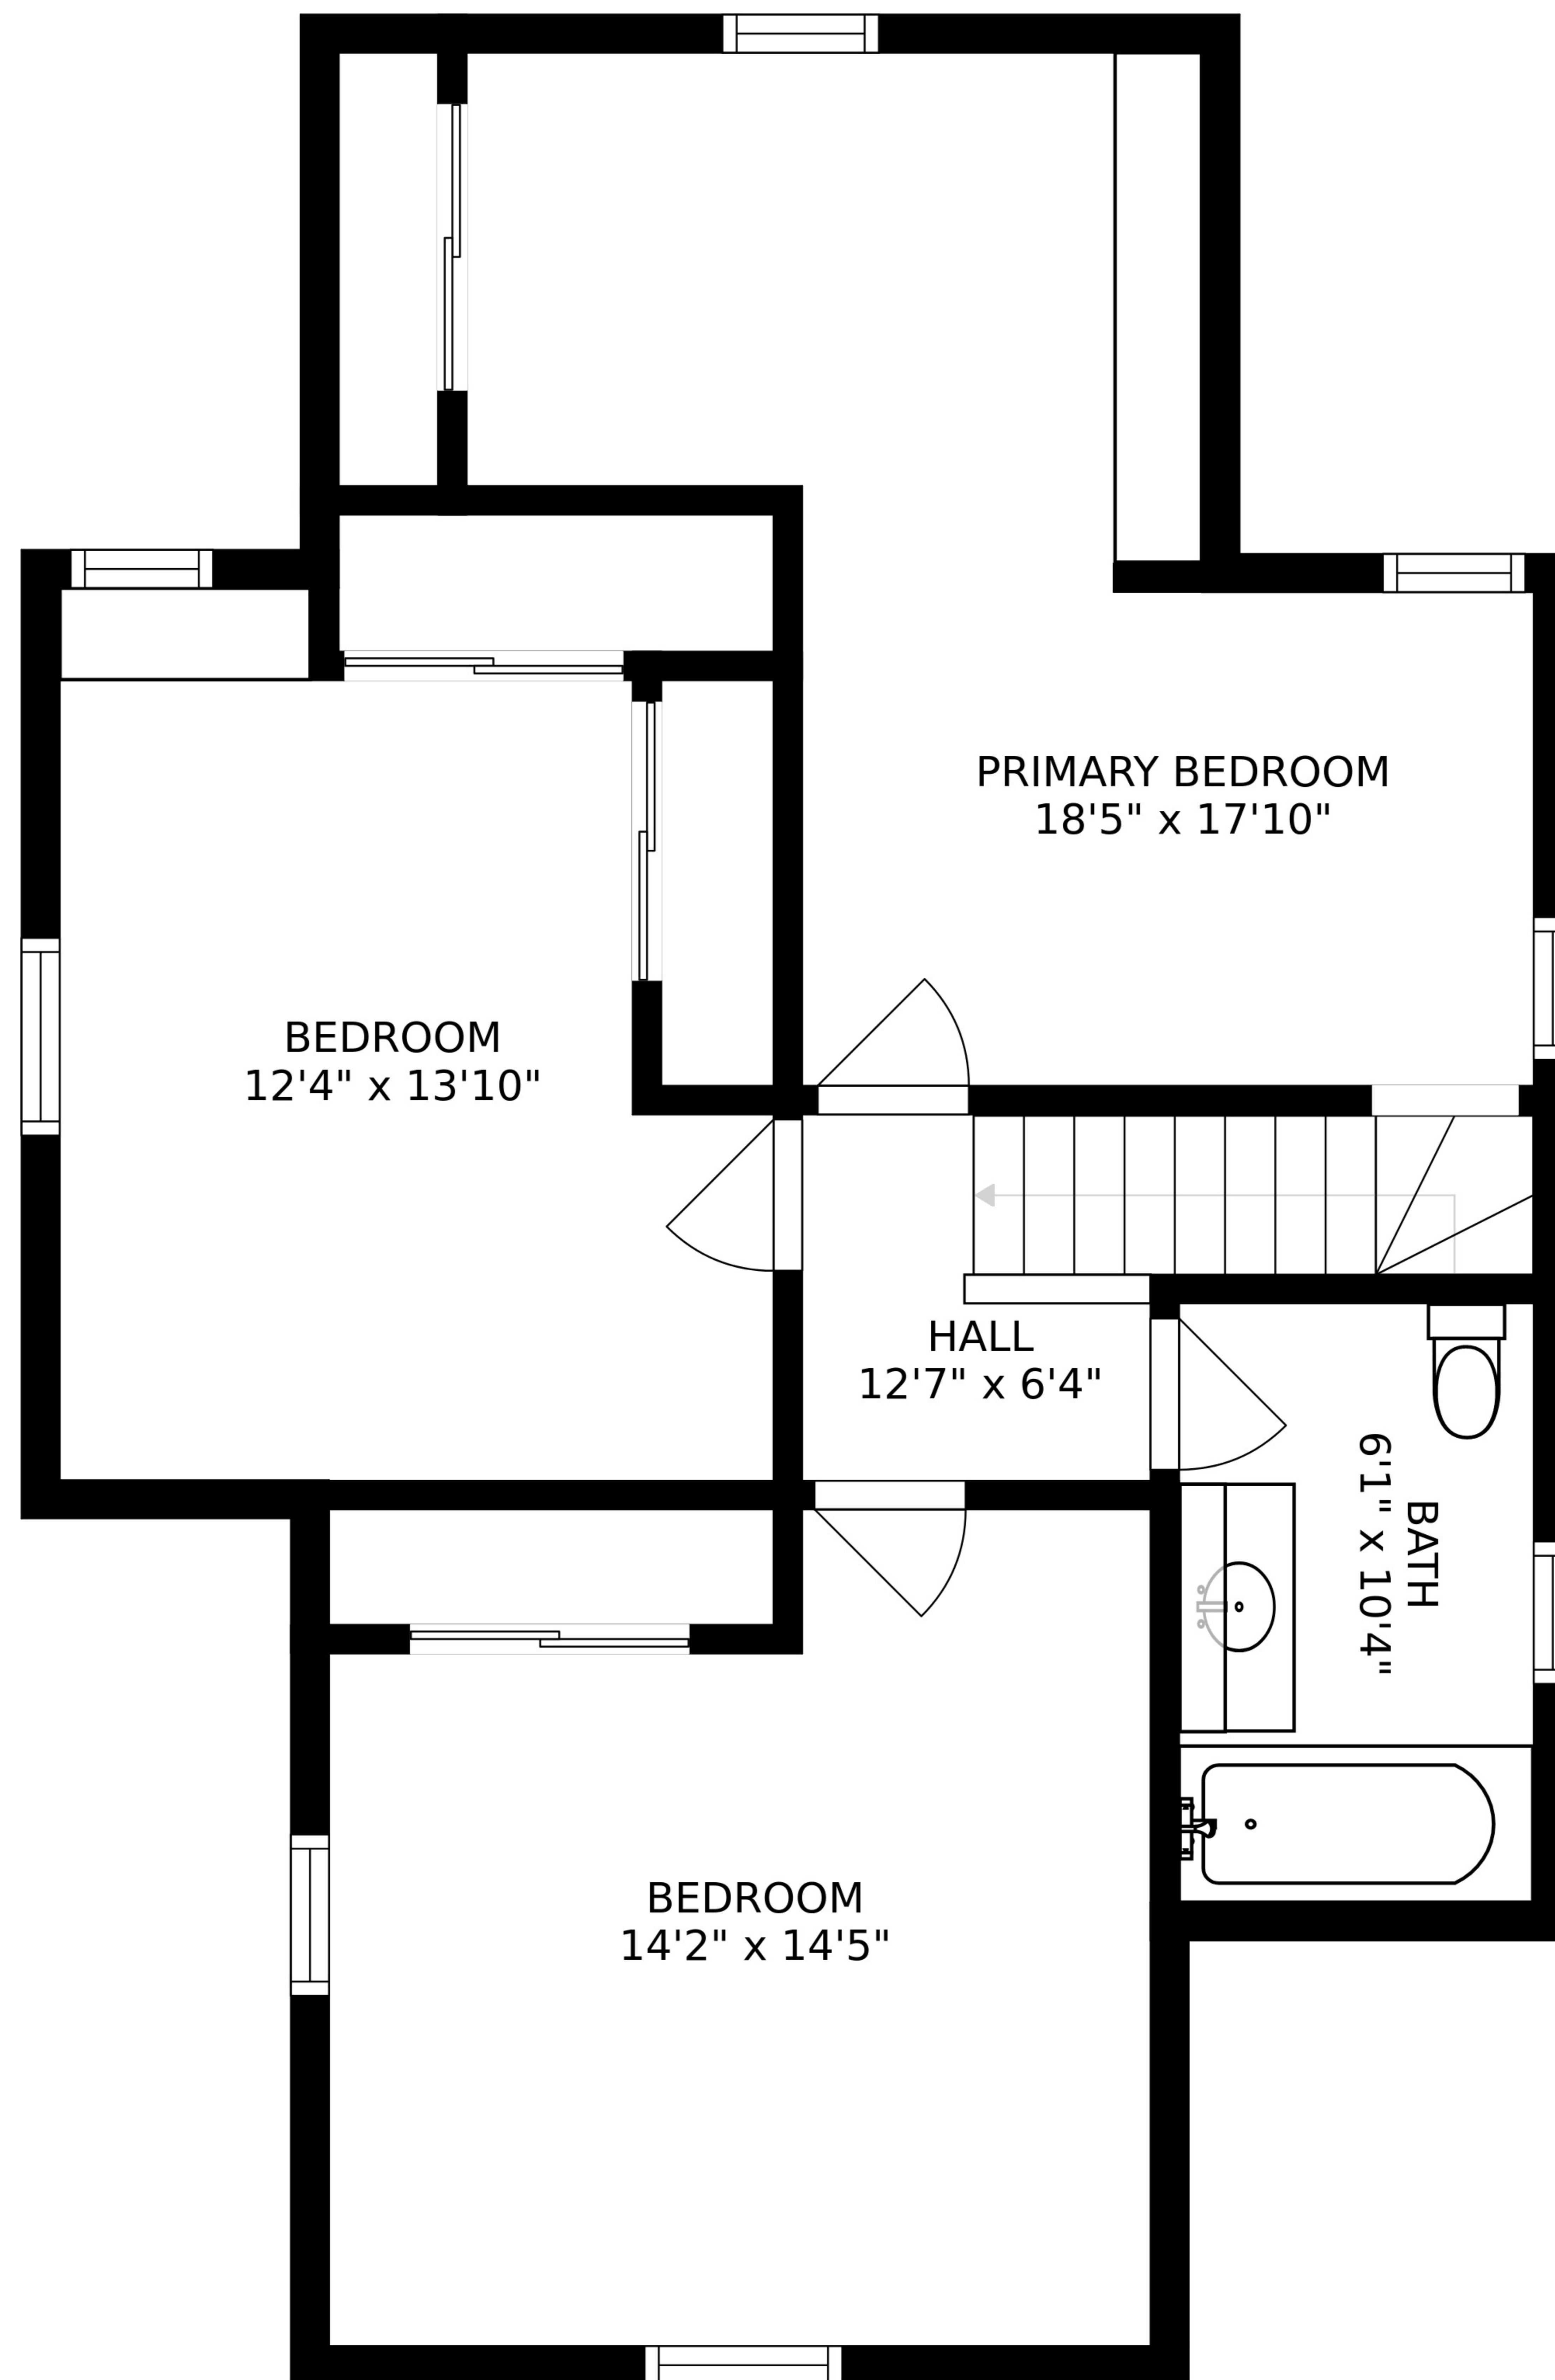 PRIMARY BEDROOM
18'5" x 17'10"
BEDROOM
12'4" x 13'10"
HALL
12'7" x 6'4"
BATH
6'1" x 10'4"
BEDROOM
14'2" x 14'5"